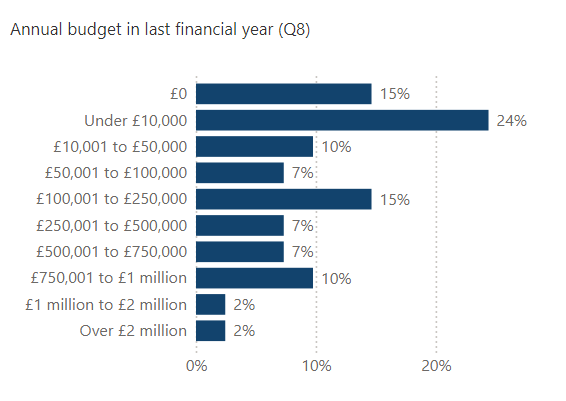 Annual budget in last financial year (Q8)
£0 15%
Under £10,000 24%
£10,001 to £50,000 10%
£50,001 to £100,000 7%
£100,001 to £250,000 15%
£250,001 to £500,000 7%
£500,001 to £750,000 7%
£750,001 to £1 million 10%
£1 million to £2 million 2%
Over £2 million 2%
0% 10% 20%